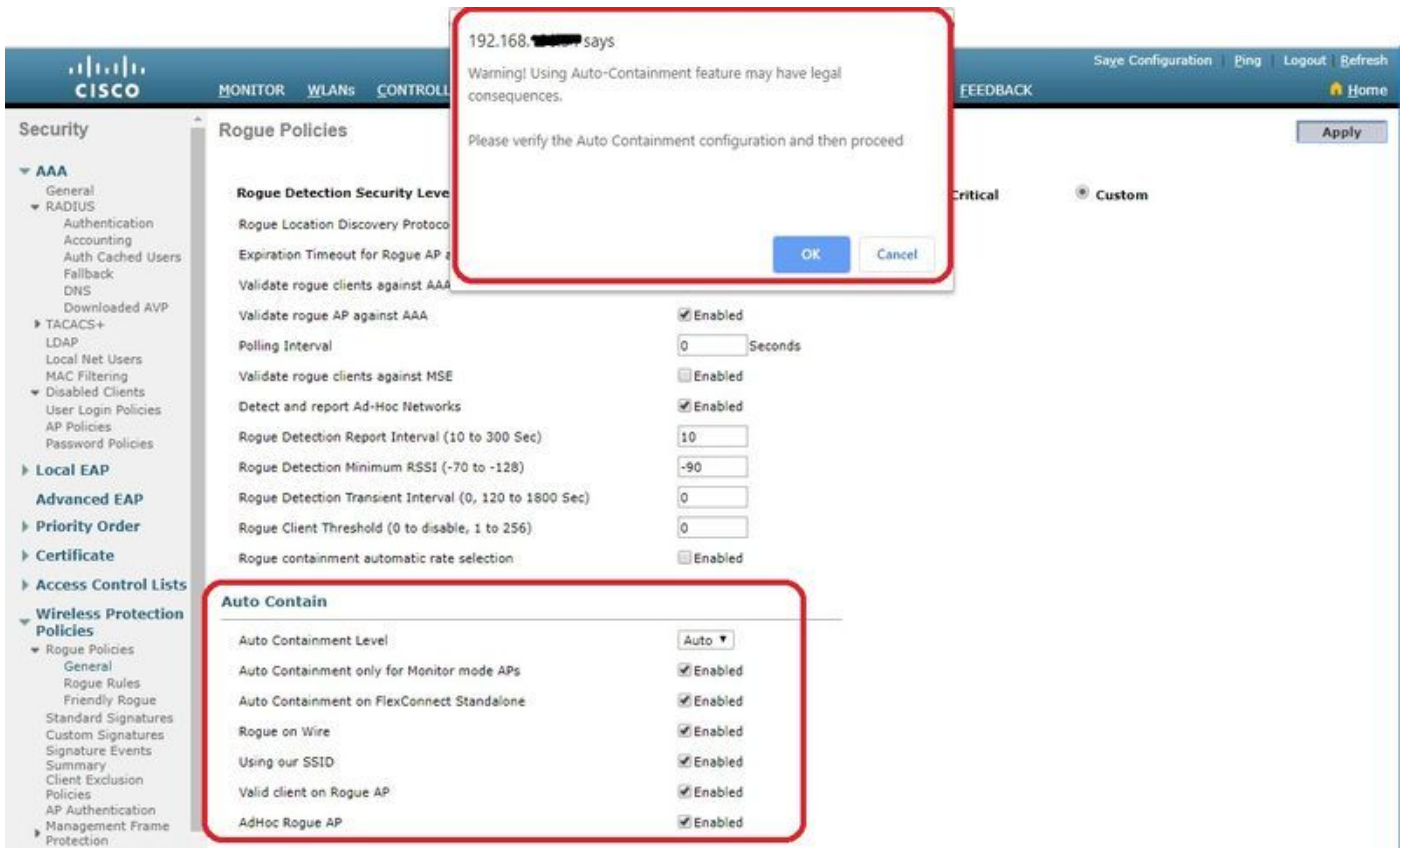 192.168. says
Warning! Using Auto-Containment feature may have legal
consequences.
Please verify the Auto Containment configuration and then proceed
OK
Cancel
CISCO
MONITOR WLANs CONTROLL
FEEDBACK
Save Configuration
Ping
Logout
Refresh
Home
Security
AAA
General
RADIUS
Authentication
Accounting
Auth Cached Users
Fallback
DNS
Downloaded AVP
TACACS+
LDAP
Local Net Users
MAC Filtering
Disabled Clients
User Login Policies
AP Policies
Password Policies
Local EAP
Advanced EAP
Priority Order
Certificate
Access Control Lists
Wireless Protection
Policies
Rogue Policies
General
Rogue Rules
Friendly Rogue
Standard Signatures
Custom Signatures
Signature Events
Summary
Client Exclusion
Policies
AP Authentication
Management Frame
Protection
Rogue Policies
Apply
Rogue Detection Security Leve
Critical
Custom
Rogue Location Discovery Protoco
Expiration Timeout for Rogue AP a
Validate rogue clients against AAA
Validate rogue AP against AAA Enabled
Polling Interval 0 Seconds
Validate rogue clients against MSE Enabled
Detect and report Ad-Hoc Networks Enabled
Rogue Detection Report Interval (10 to 300 Sec) 10
Rogue Detection Minimum RSSI (-70 to -128) -90
Rogue Detection Transient Interval (0, 120 to 1800 Sec) 0
Rogue Client Threshold (0 to disable, 1 to 256) 0
Rogue containment automatic rate selection Enabled
Auto Contain
Auto Containment Level Auto
Auto Containment only for Monitor mode APs Enabled
Auto Containment on FlexConnect Standalone Enabled
Rogue on Wire Enabled
Using our SSID Enabled
Valid client on Rogue AP Enabled
AdHoc Rogue AP Enabled